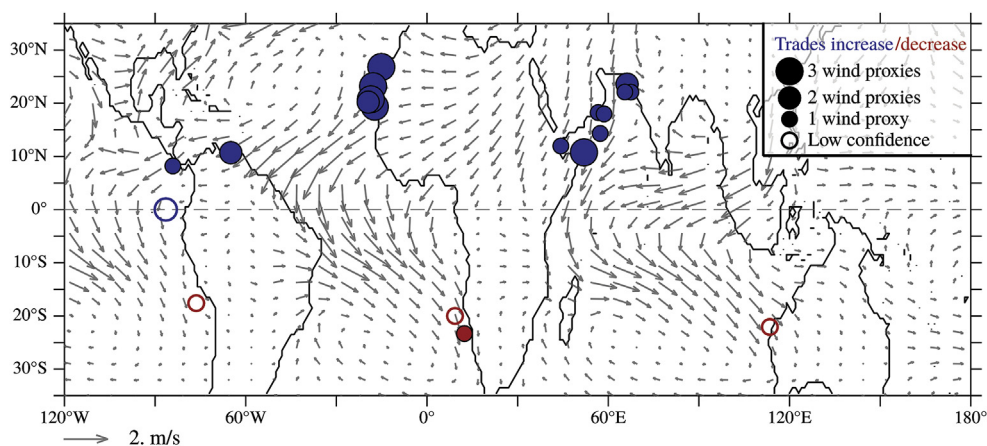 Trades increase/decrease
3 wind proxies
2 wind proxies
1 wind proxy
Low confidence
30°N
20°N
10°N
0°
10°S
20°S
30°S
120°W 60°W 0° 60°E 120°E 180°
2. m/s